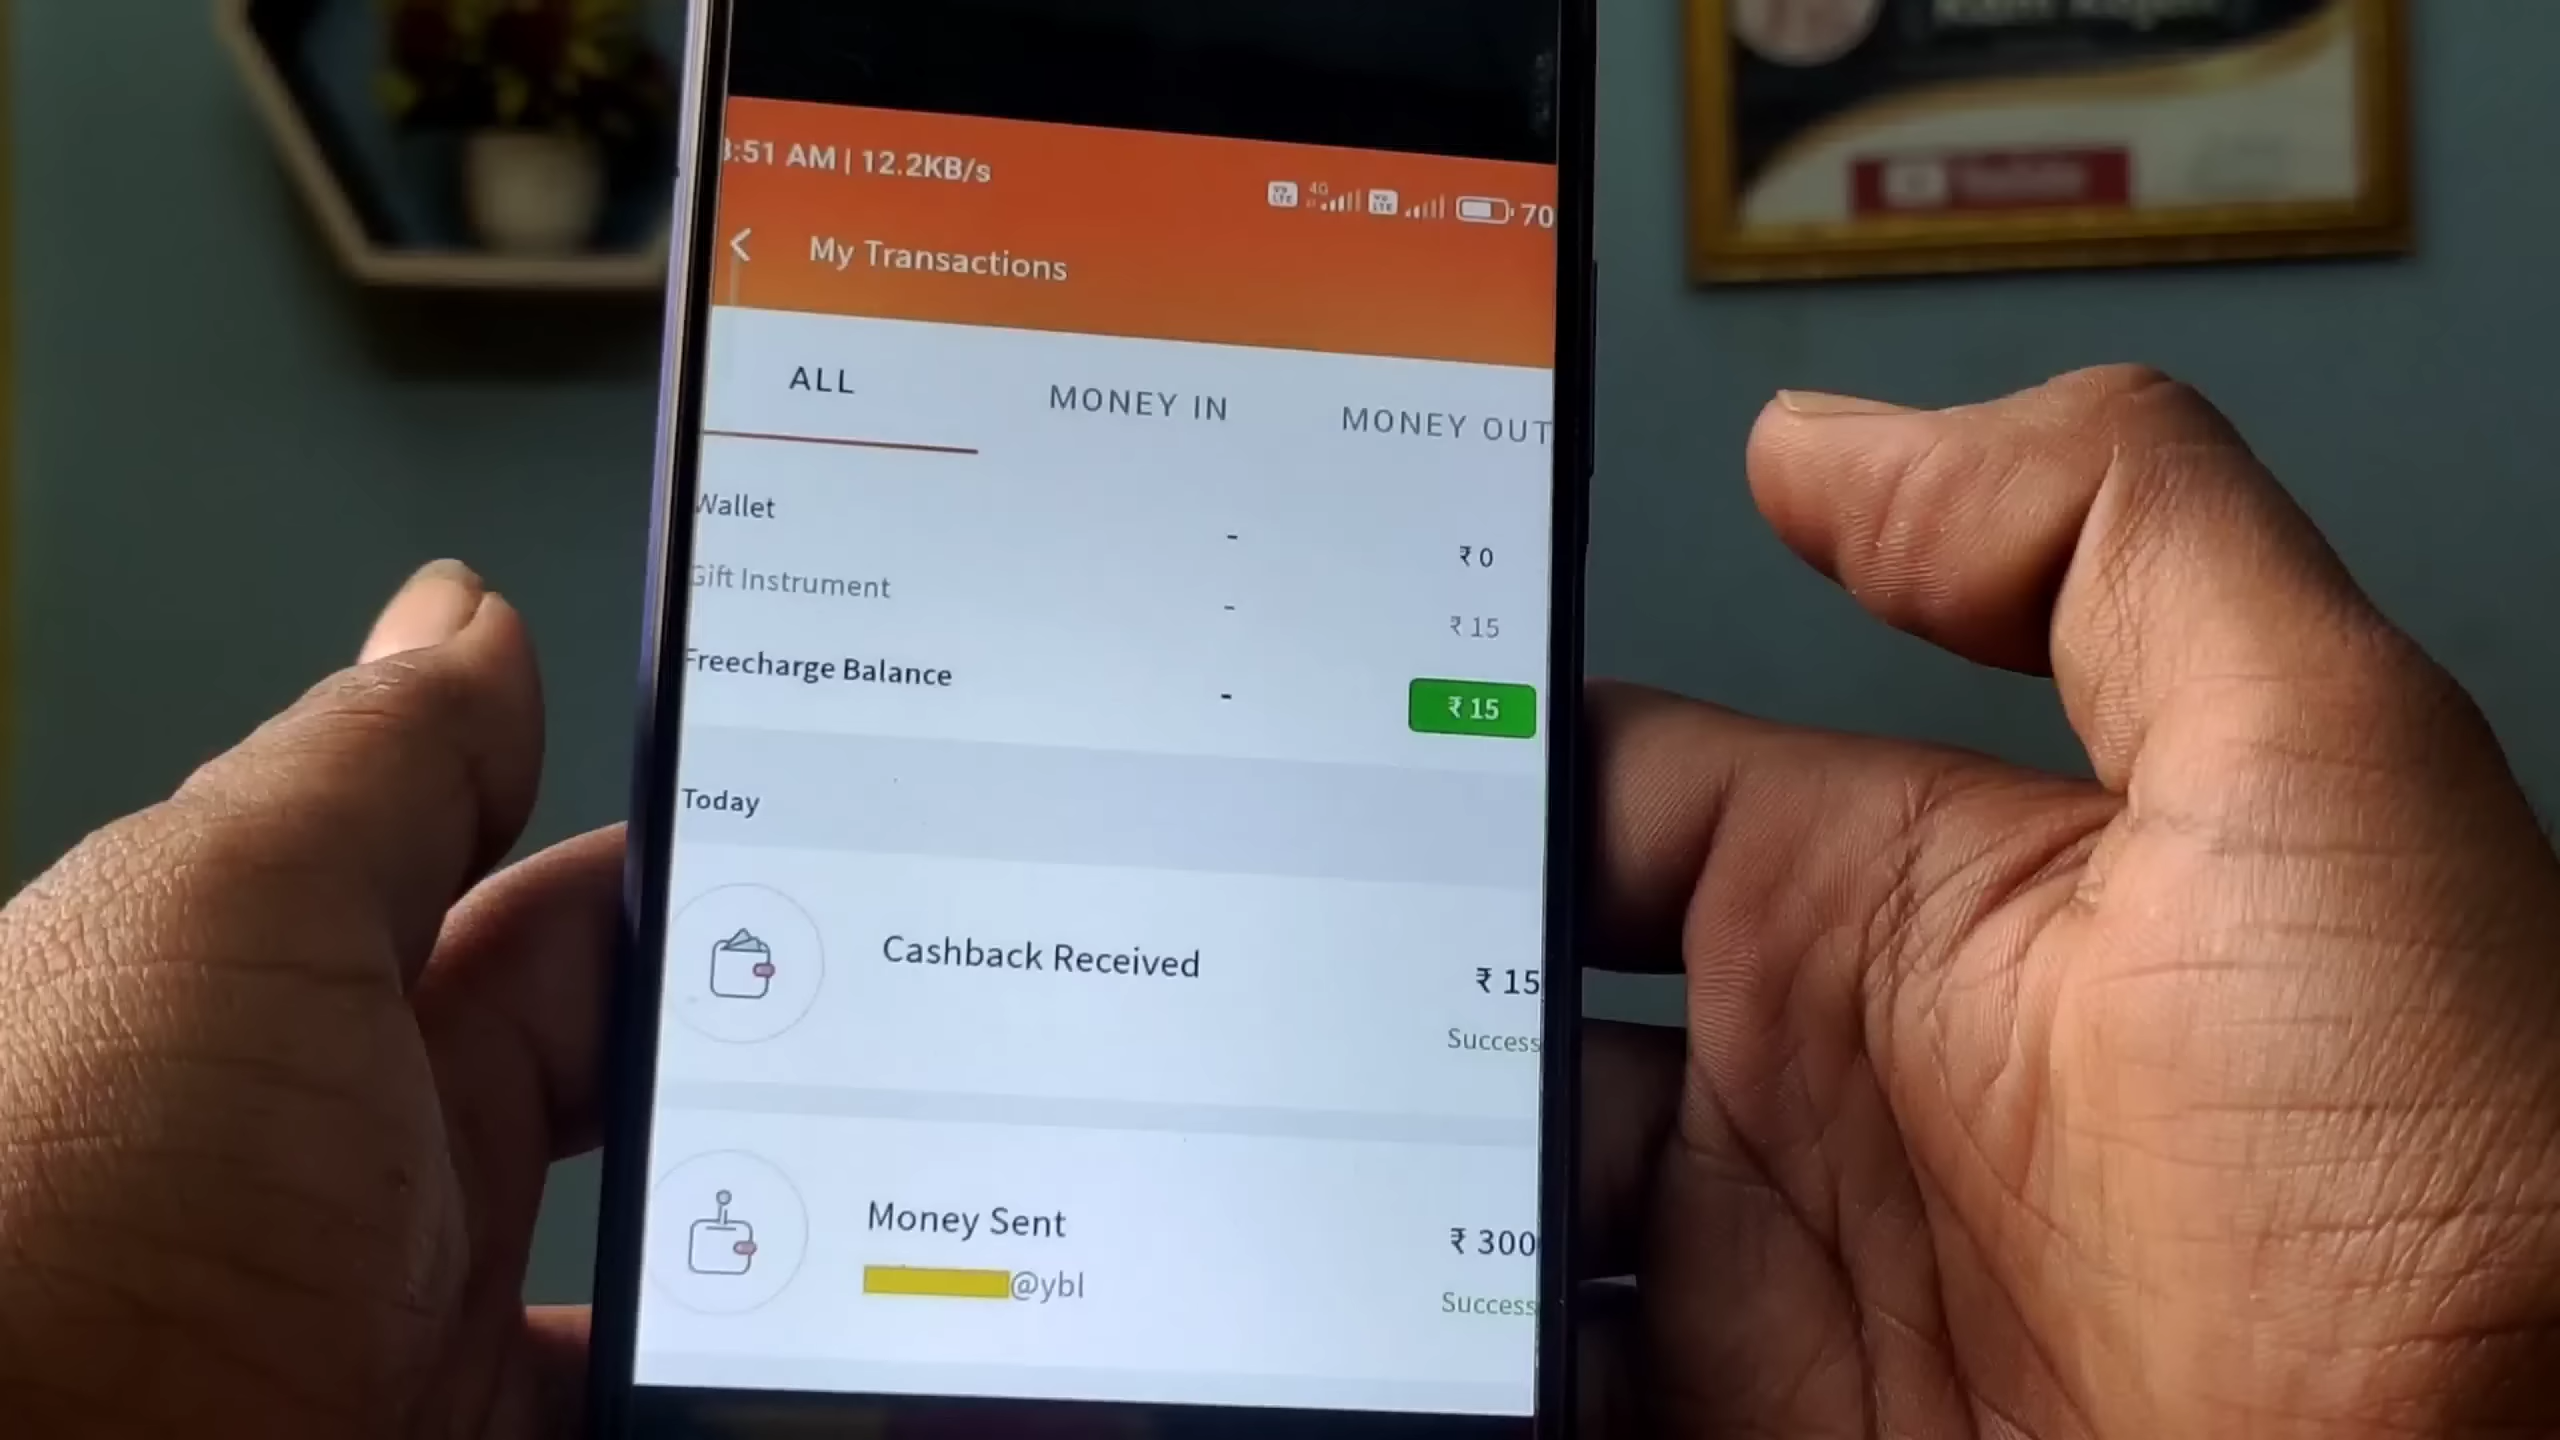 :51 AM | 12.2KB/s
4G 70
My Transactions
ALL MONEY IN MONEY OUT
Wallet - ₹ 0
Gift Instrument - ₹ 15
Freecharge Balance - ₹ 15
Today
Cashback Received ₹ 15
Success
Money Sent ₹ 300
@ybl Success